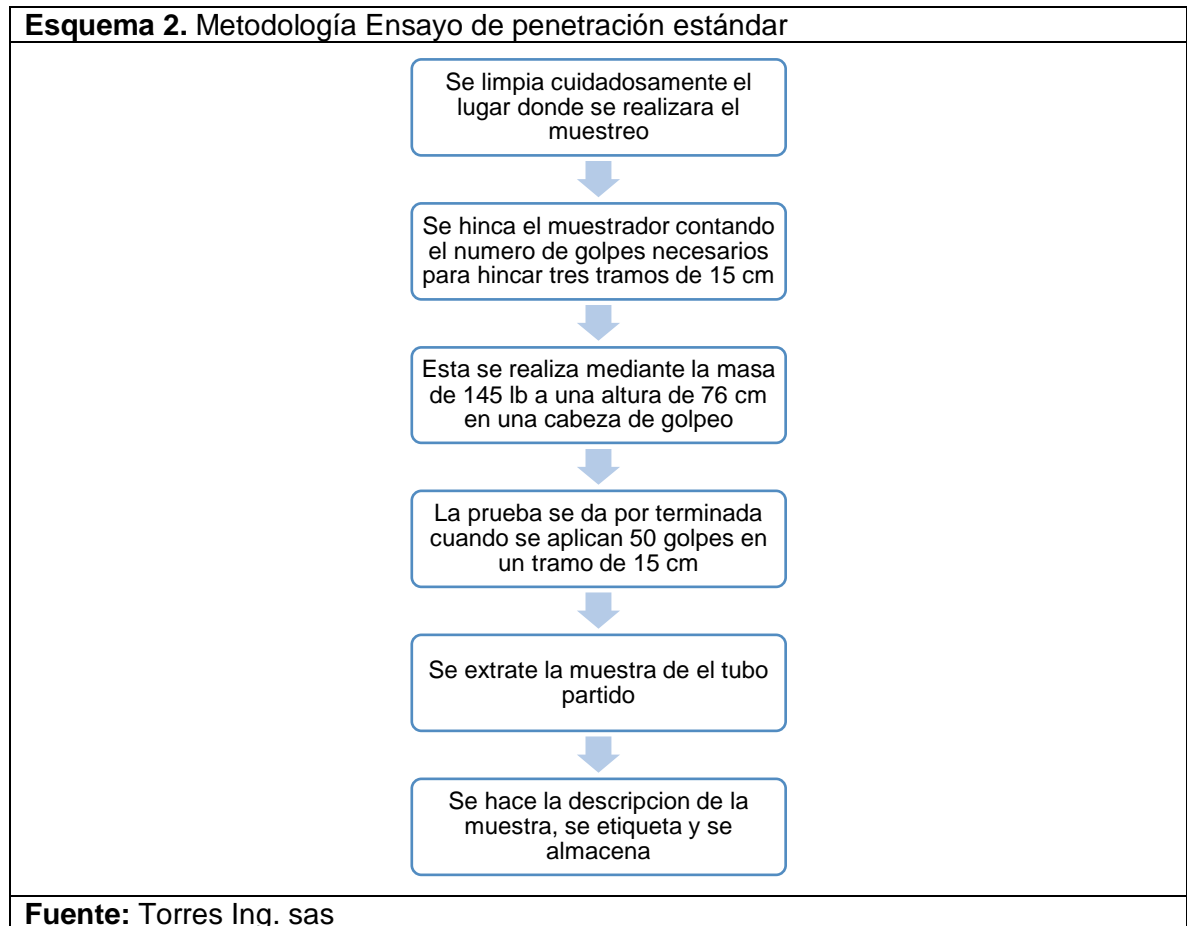 Esquema 2. Metodología Ensayo de penetración estándar
Se limpia cuidadosamente el
lugar donde se realizara el
muestreo
Se hinca el muestrador contando
el numero de golpes necesarios
para hincar tres tramos de 15 cm
Esta se realiza mediante la masa
de 145 lb a una altura de 76 cm
en una cabeza de golpeo
La prueba se da por terminada
cuando se aplican 50 golpes en
un tramo de 15 cm
Se extrate la muestra de el tubo
partido
Se hace la descripcion de la
muestra, se etiqueta y se
almacena
Fuente: Torres Ing. sas